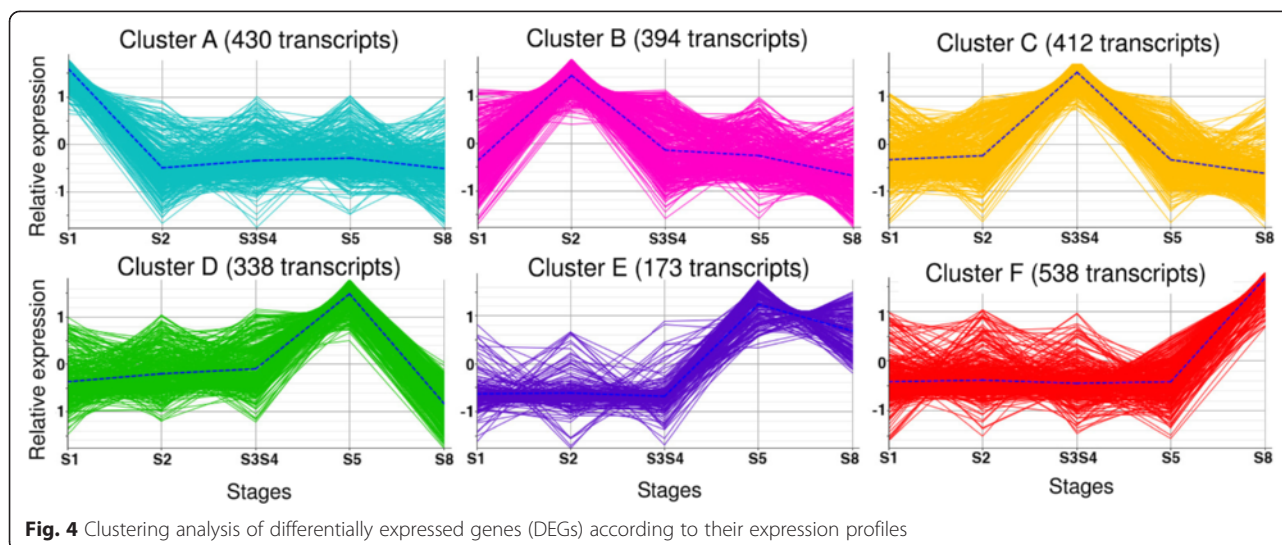 Cluster A (430 transcripts) Cluster B (394 transcripts) Cluster C (412 transcripts)
Relative expression
1 1 1
0 0 0
-1 -1 -1
S1 S2 S3S4 S5 S8 S1 S2 S3S4 S5 S8 S1 S2 S3S4 S5 S8
Cluster D (338 transcripts) Cluster E (173 transcripts) Cluster F (538 transcripts)
Relative expression
1 1 1
0 0 0
1 -1 -1
S1 S2 S3S4 S5 S8 S1 S2 S3S4 S5 S8 S1 S2 S3S4 S5 S8
Stages Stages Stages
Fig. 4 Clustering analysis of differentially expressed genes (DEGs) according to their expression profiles